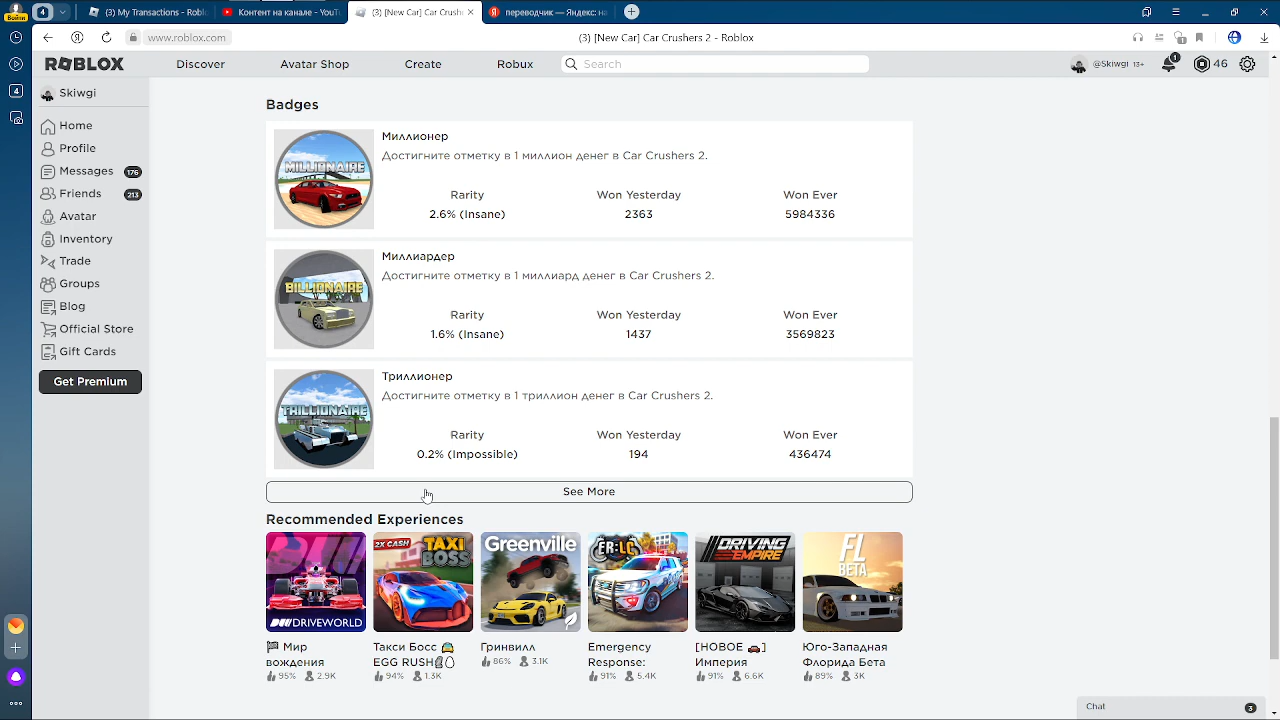 Войти
4
(3) My Transactions - Roblo
Контент на канале - YouTu
(3) [New Car] Car Crushe
переводчик — Яндекс: на
www.roblox.com
(3) [New Car] Car Crushers 2 - Roblox
1
4
ROBLOX
Discover
Avatar Shop
Create
Robux
Search
@Skiwgi 13+
1
46
Skiwgi
Home
Profile
Messages 176
Friends 213
Avatar
Inventory
Trade
Groups
Blog
Official Store
Gift Cards
Get Premium
Badges
MILLIONAIRE
Миллионер
Достигните отметку в 1 миллион денег в Car Crushers 2.
Rarity Won Yesterday Won Ever
2.6% (Insane) 2363 5984336
BILLIONAIRE
Миллиардер
Достигните отметку в 1 миллиард денег в Car Crushers 2.
Rarity Won Yesterday Won Ever
1.6% (Insane) 1437 3569823
TRILLIONAIRE
Триллионер
Достигните отметку в 1 триллион денег в Car Crushers 2.
Rarity Won Yesterday Won Ever
0.2% (Impossible) 194 436474
See More
Recommended Experiences
DRIVEWORLD
2X CASH
TAXI
BOSS
Greenville
ER:LC
DRIVING
EMPIRE
FL
BETA
🏁 Мир
вождения
95% 2.9K
Такси Босс 🚖
EGG RUSH🐇🥚
94% 1.3K
Гринвилл
86% 3.1K
Emergency
Response:
91% 5.4K
[НОВОЕ 🚗]
Империя
91% 6.6K
Юго-Западная
Флорида Бета
89% 3K
Chat 3